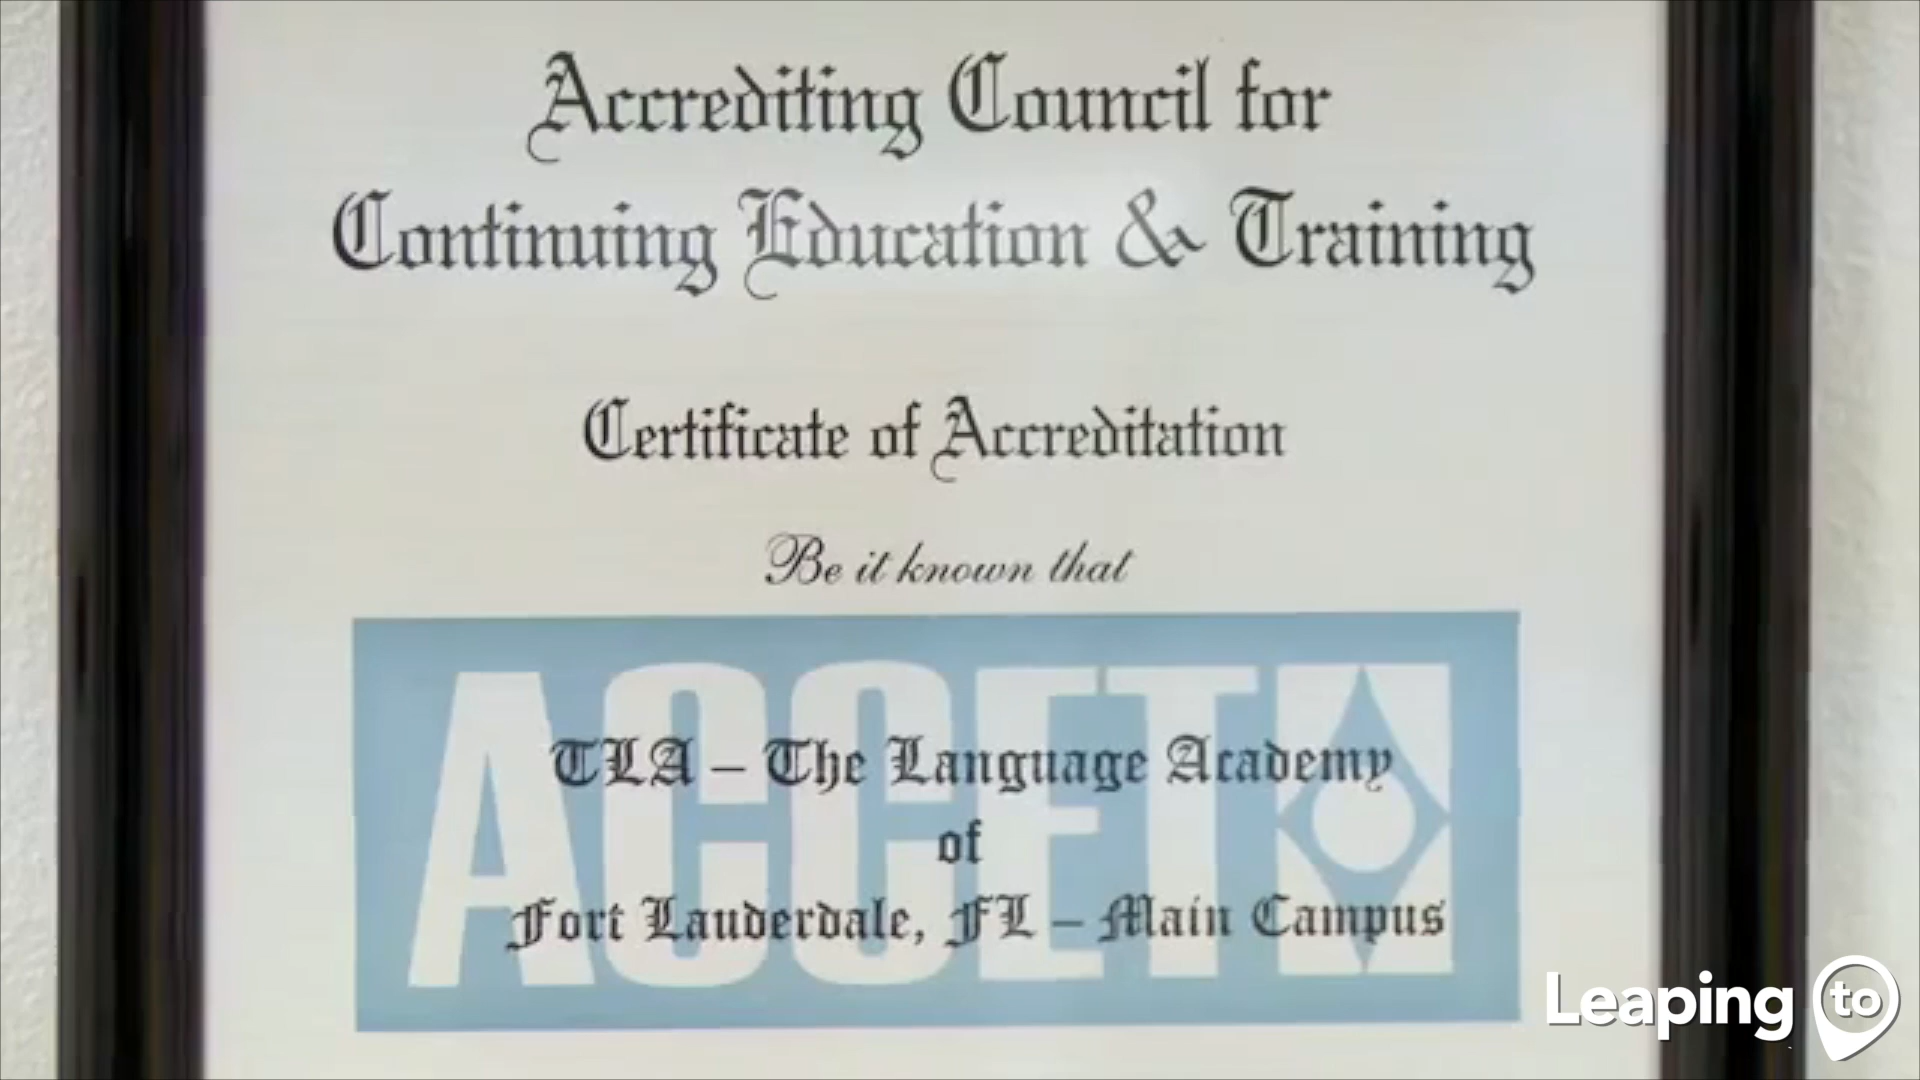 Accrediting Council for
Continuing Education & Training
Certificate of Accreditation
Be it known that
ACCET
TLA – The Language Academy
of
Fort Lauderdale, FL – Main Campus
Leaping to